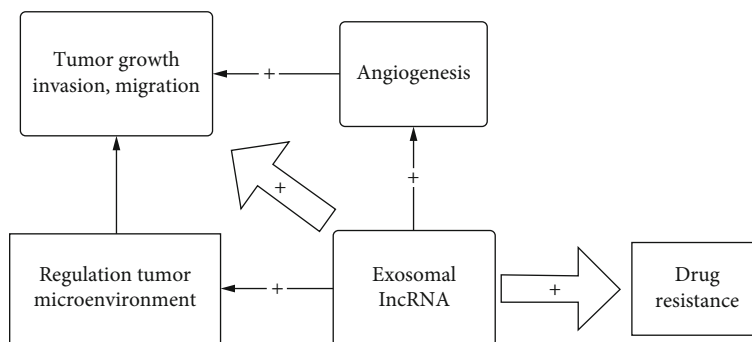 Tumor growth
invasion, migration
+
Angiogenesis
+
+
Regulation tumor
microenvironment
+
Exosomal
lncRNA
+
Drug
resistance